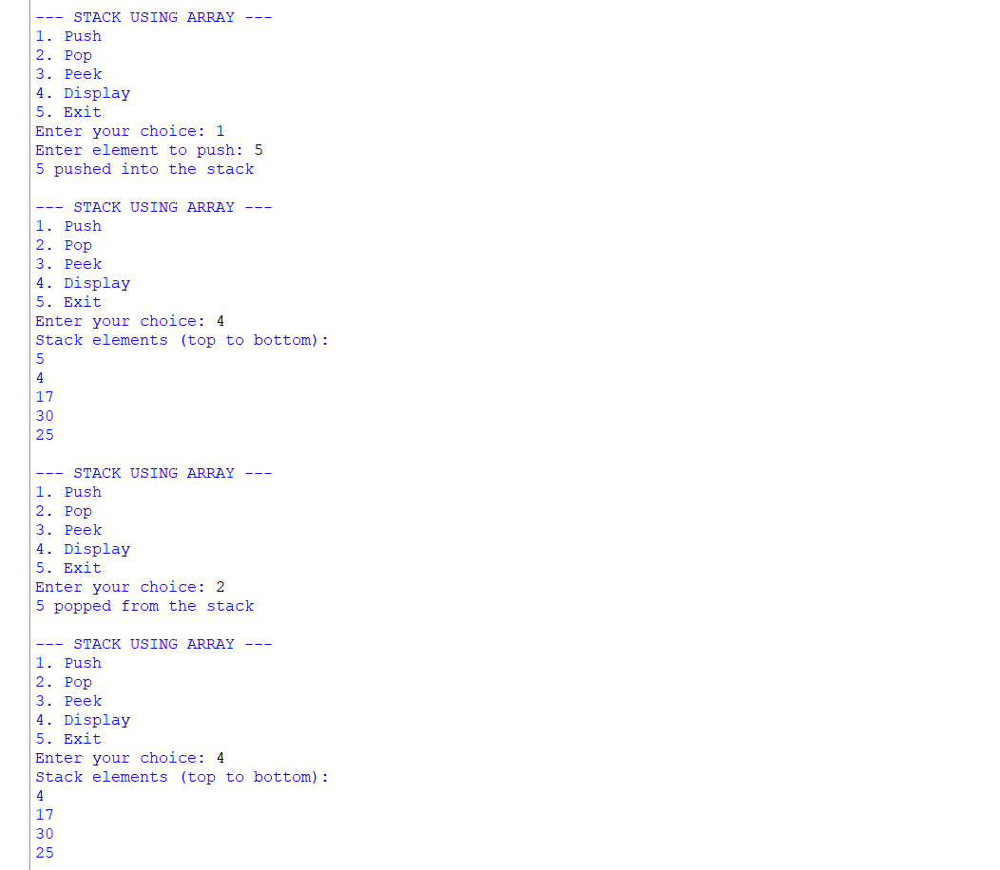 --- STACK USING ARRAY ---
1. Push
2. Pop
3. Peek
4. Display
5. Exit
Enter your choice: 1
Enter element to push: 5
5 pushed into the stack

--- STACK USING ARRAY ---
1. Push
2. Pop
3. Peek
4. Display
5. Exit
Enter your choice: 4
Stack elements (top to bottom):
5
4
17
30
25

--- STACK USING ARRAY ---
1. Push
2. Pop
3. Peek
4. Display
5. Exit
Enter your choice: 2
5 popped from the stack

--- STACK USING ARRAY ---
1. Push
2. Pop
3. Peek
4. Display
5. Exit
Enter your choice: 4
Stack elements (top to bottom):
4
17
30
25